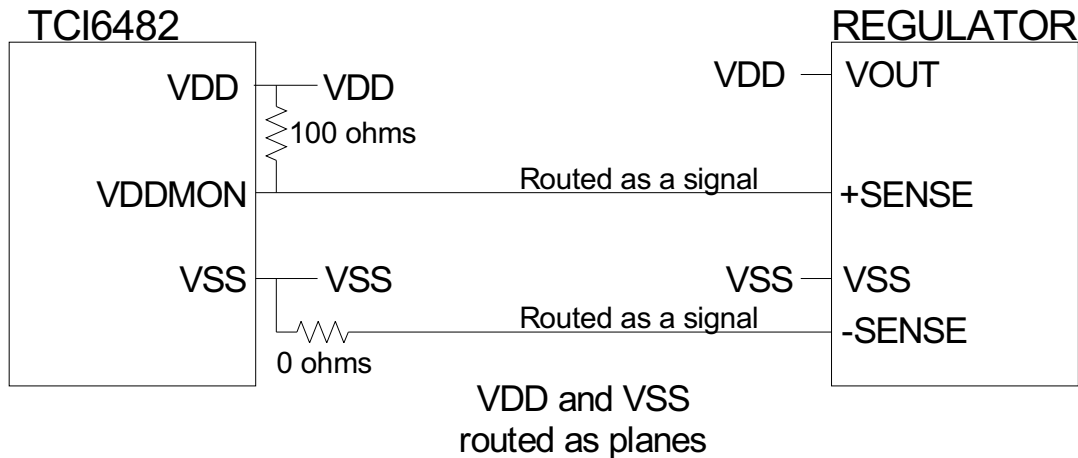 TCI6482
REGULATOR
VDD
VDD
VDD
VOUT
100 ohms
VDDMON
Routed as a signal
+SENSE
VSS
VSS
VSS
VSS
Routed as a signal
-SENSE
0 ohms
VDD and VSS
routed as planes